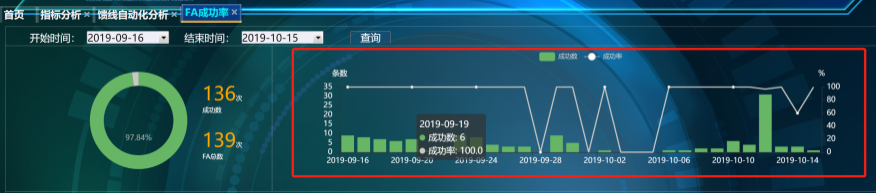 首页 指标分析 × 馈线自动化分析 × FA成功率 ×
开始时间： 2019-09-16 结束时间： 2019-10-15 查询
97.84%
136次
成功数
139次
FA总数
成功数 成功率
条数 %
35
30
25
20
15
10
5
0
100
80
60
40
20
0
2019-09-19
成功数: 6
成功率: 100.0
2019-09-16 2019-09-20 2019-09-24 2019-09-28 2019-10-02 2019-10-06 2019-10-10 2019-10-14